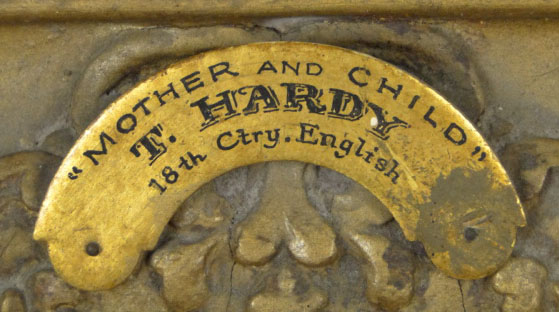 "MOTHER AND CHILD"
T. HARDY
18th Ctry. English